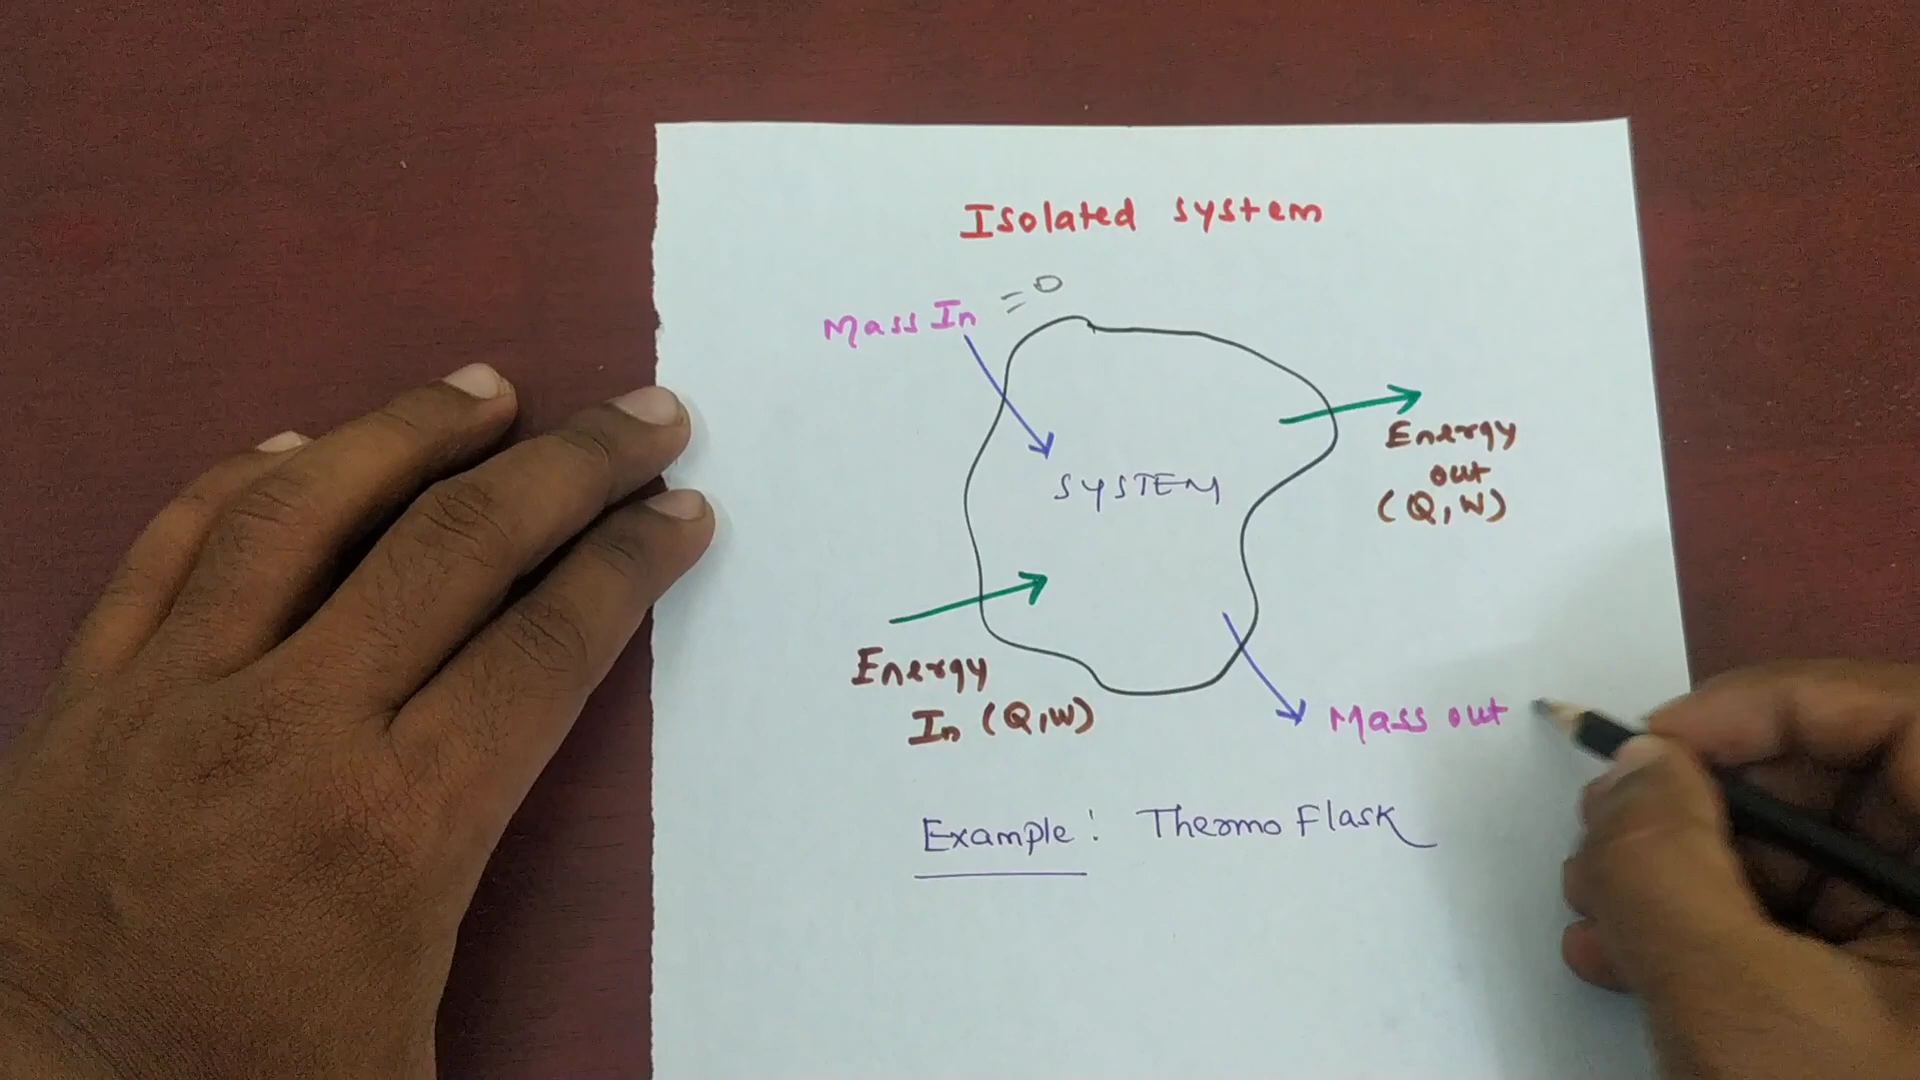 Isolated system
Mass In = 0
SYSTEM
Energy
out
(Q, W)
Energy
In (Q, W)
Mass out
Example: Thermo Flask